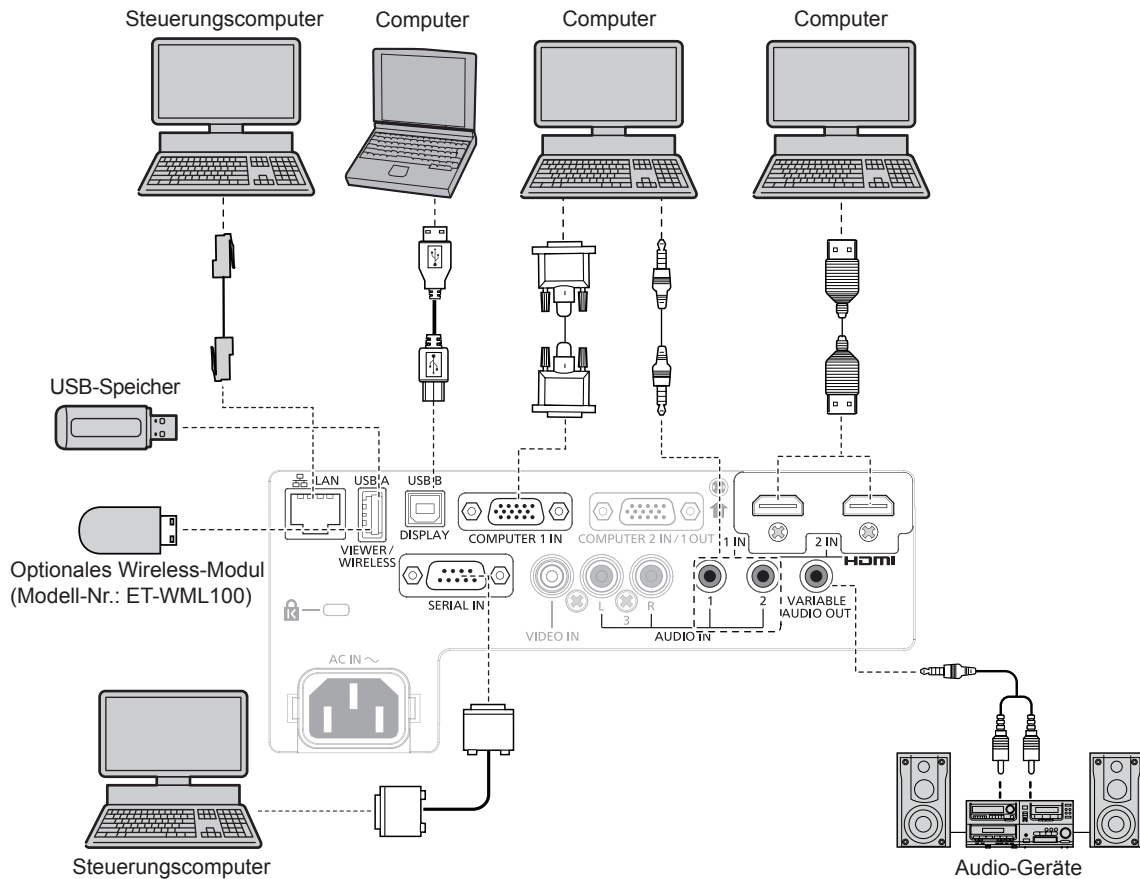 Steuerungscomputer
Computer
Computer
Computer
USB-Speicher
LAN
USB A
USB B
VIEWER / WIRELESS
DISPLAY
COMPUTER 1 IN
COMPUTER 2 IN / 1 OUT
1 IN
2 IN
HDMI
Optionales Wireless-Modul
(Modell-Nr.: ET-WML100)
SERIAL IN
K
VIDEO IN
L
R
3
1
2
AUDIO IN
VARIABLE
AUDIO OUT
AC IN ~
Steuerungscomputer
Audio-Geräte